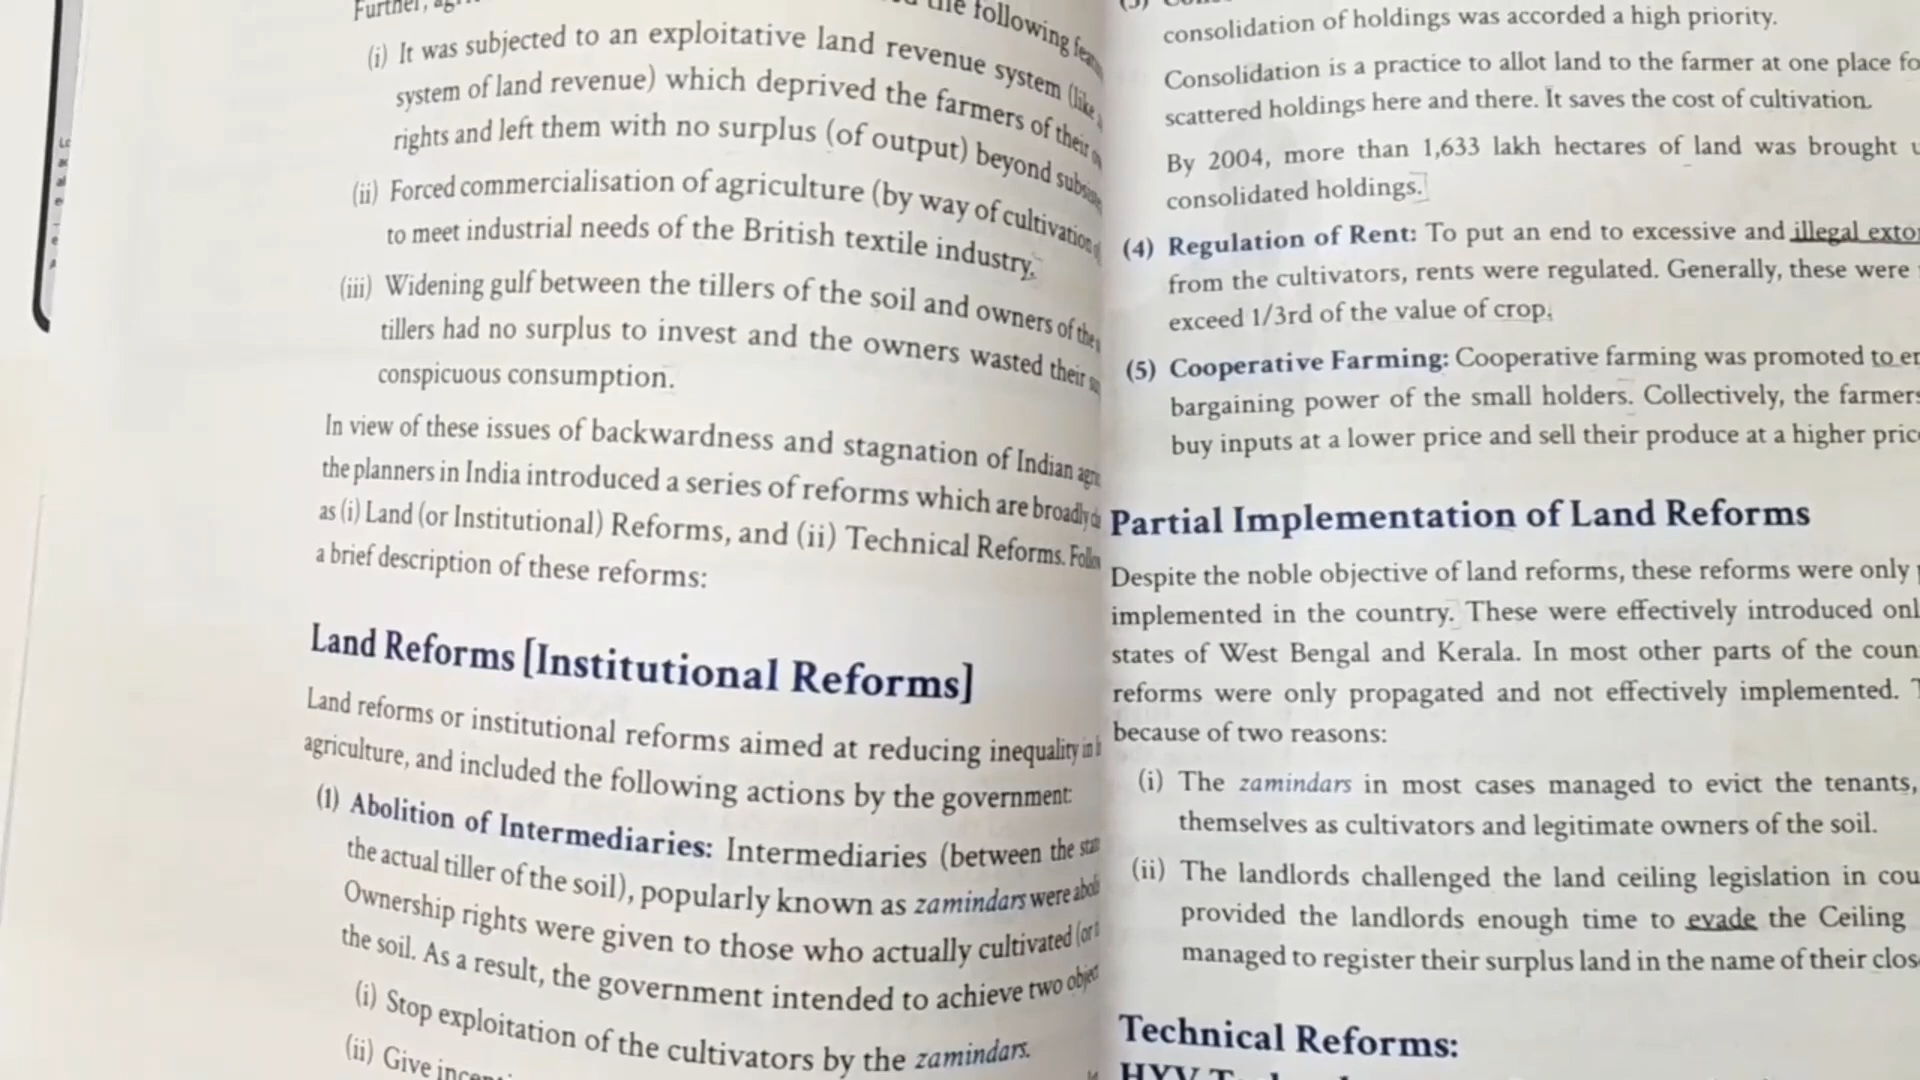 Further,
the following
(i) It was subjected to an exploitative land revenue system (like
system of land revenue) which deprived the farmers of their
rights and left them with no surplus (of output) beyond
(ii) Forced commercialisation of agriculture (by way of cultivation
to meet industrial needs of the British textile industry.
(iii) Widening gulf between the tillers of the soil and owners of the
tillers had no surplus to invest and the owners wasted their
conspicuous consumption.
In view of these issues of backwardness and stagnation of Indian
the planners in India introduced a series of reforms which are broadly
as (i) Land (or Institutional) Reforms, and (ii) Technical Reforms.
a brief description of these reforms:
Land Reforms [Institutional Reforms]
Land reforms or institutional reforms aimed at reducing inequality in
agriculture, and included the following actions by the government:
(1) Abolition of Intermediaries: Intermediaries (between the
the actual tiller of the soil), popularly known as zamindars were
Ownership rights were given to those who actually cultivated (or
the soil. As a result, the government intended to achieve two
(i) Stop exploitation of the cultivators by the zamindars.
(ii) Give
(3)
consolidation of holdings was accorded a high priority.
Consolidation is a practice to allot land to the farmer at one place
scattered holdings here and there. It saves the cost of cultivation.
By 2004, more than 1,633 lakh hectares of land was brought
consolidated holdings.
(4) Regulation of Rent: To put an end to excessive and illegal
from the cultivators, rents were regulated. Generally, these were
exceed 1/3rd of the value of crop.
(5) Cooperative Farming: Cooperative farming was promoted to
bargaining power of the small holders. Collectively, the farmers
buy inputs at a lower price and sell their produce at a higher
Partial Implementation of Land Reforms
Despite the noble objective of land reforms, these reforms were only
implemented in the country. These were effectively introduced
states of West Bengal and Kerala. In most other parts of the
reforms were only propagated and not effectively implemented.
because of two reasons:
(i) The zamindars in most cases managed to evict the tenants,
themselves as cultivators and legitimate owners of the soil.
(ii) The landlords challenged the land ceiling legislation in
provided the landlords enough time to evade the Ceiling
managed to register their surplus land in the name of their
Technical Reforms:
HYV